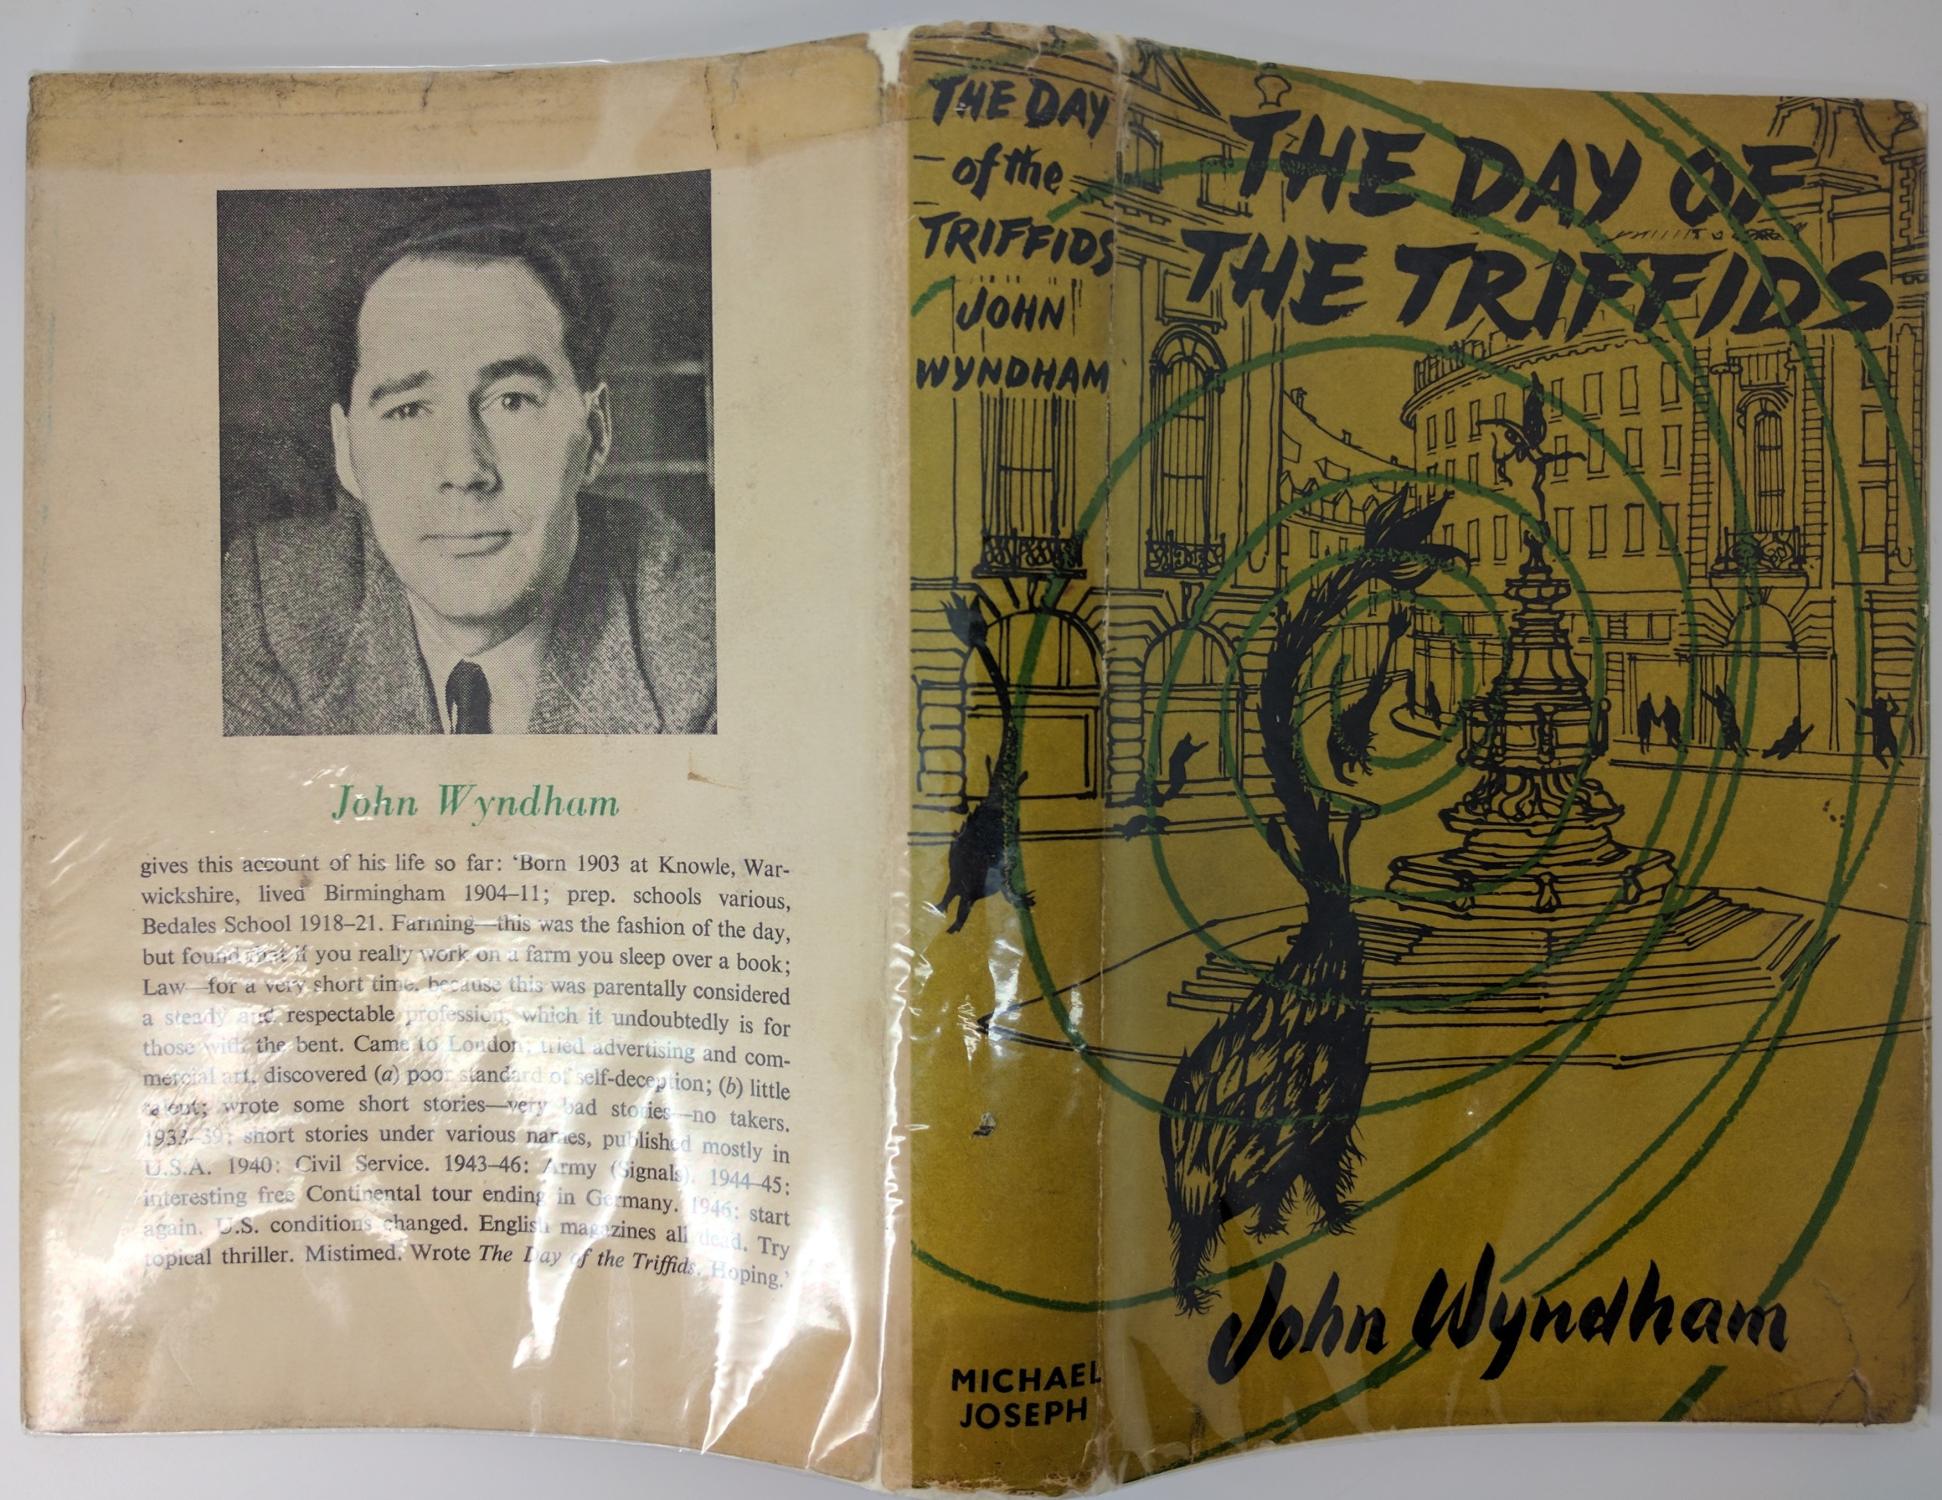 John Wyndham
gives this account of his life so far: ‘Born 1903 at Knowle, War-
wickshire, lived Birmingham 1904–11; prep. schools various,
Bedales School 1918–21. Farming—this was the fashion of the day,
but found that if you really work on a farm you sleep over a book;
Law—for a very short time, because this was parentally considered
a steady and respectable profession, which it undoubtedly is for
those with the bent. Came to London; tried advertising and com-
mercial art, discovered (a) poor standard of self-deception; (b) little
talent; wrote some short stories—very bad stories—no takers.
1933–39: short stories under various names, published mostly in
U.S.A. 1940: Civil Service. 1943–46: Army (Signals). 1944–45:
interesting free Continental tour ending in Germany. 1946: start
again. U.S. conditions changed. English magazines all dead. Try
topical thriller. Mistimed. Wrote The Day of the Triffids. Hoping.’
THE DAY
of the
TRIFFIDS
JOHN
WYNDHAM
MICHAEL
JOSEPH
THE DAY OF
THE TRIFFIDS
John Wyndham